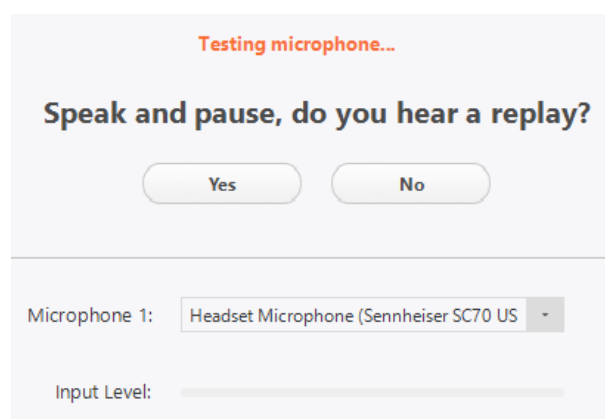 Testing microphone...
Speak and pause, do you hear a replay?
Yes No
Microphone 1: Headset Microphone (Sennheiser SC70 US
Input Level: